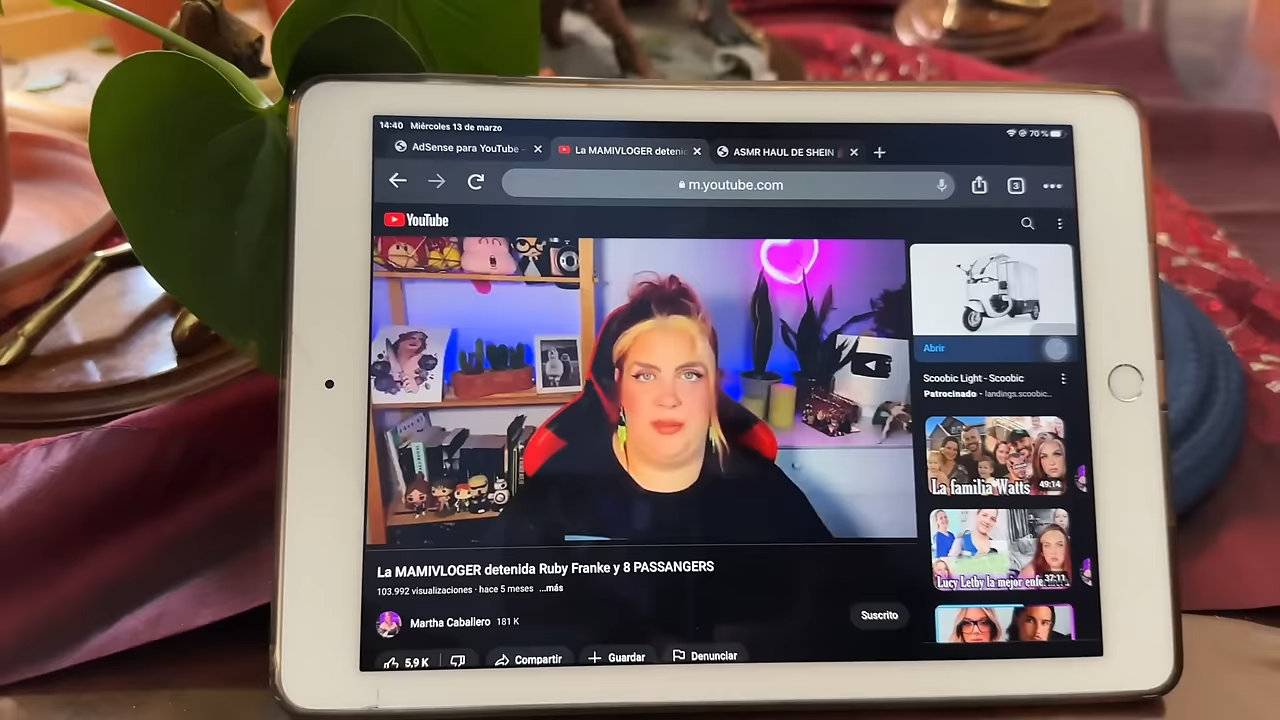 14:40 Miércoles 13 de marzo
70 %
AdSense para YouTube -
La MAMIVLOGER deteni
ASMR HAUL DE SHEIN
m.youtube.com
3
YouTube
Abrir
Scoobic Light - Scoobic
Patrocinado - landings.scoobic...
La familia Watts
49:14
Lucy Letby la mejor enfe
37:11
La MAMIVLOGER detenida Ruby Franke y 8 PASSANGERS
103.992 visualizaciones · hace 5 meses ...más
Martha Caballero 181 K
Suscrito
5,9 K
Compartir
Guardar
Denunciar